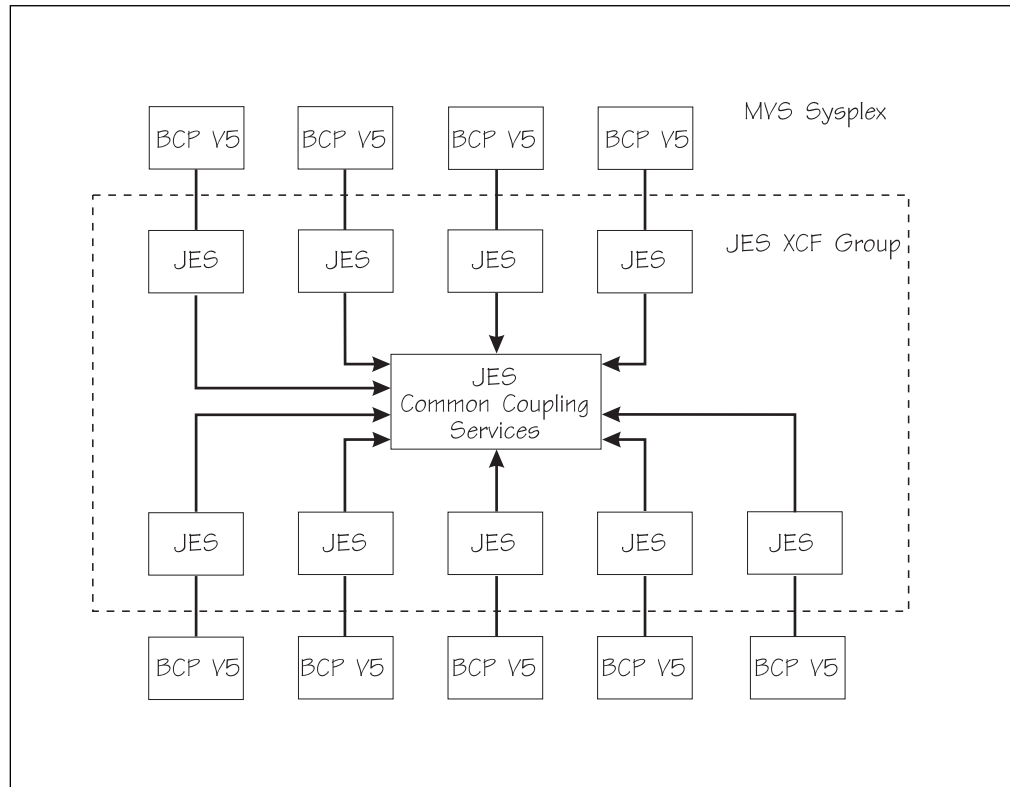 MVS Sysplex
BCP V5
BCP V5
BCP V5
BCP V5
JES XCF Group
JES
JES
JES
JES
JES
Common Coupling
Services
JES
JES
JES
JES
JES
BCP V5
BCP V5
BCP V5
BCP V5
BCP V5